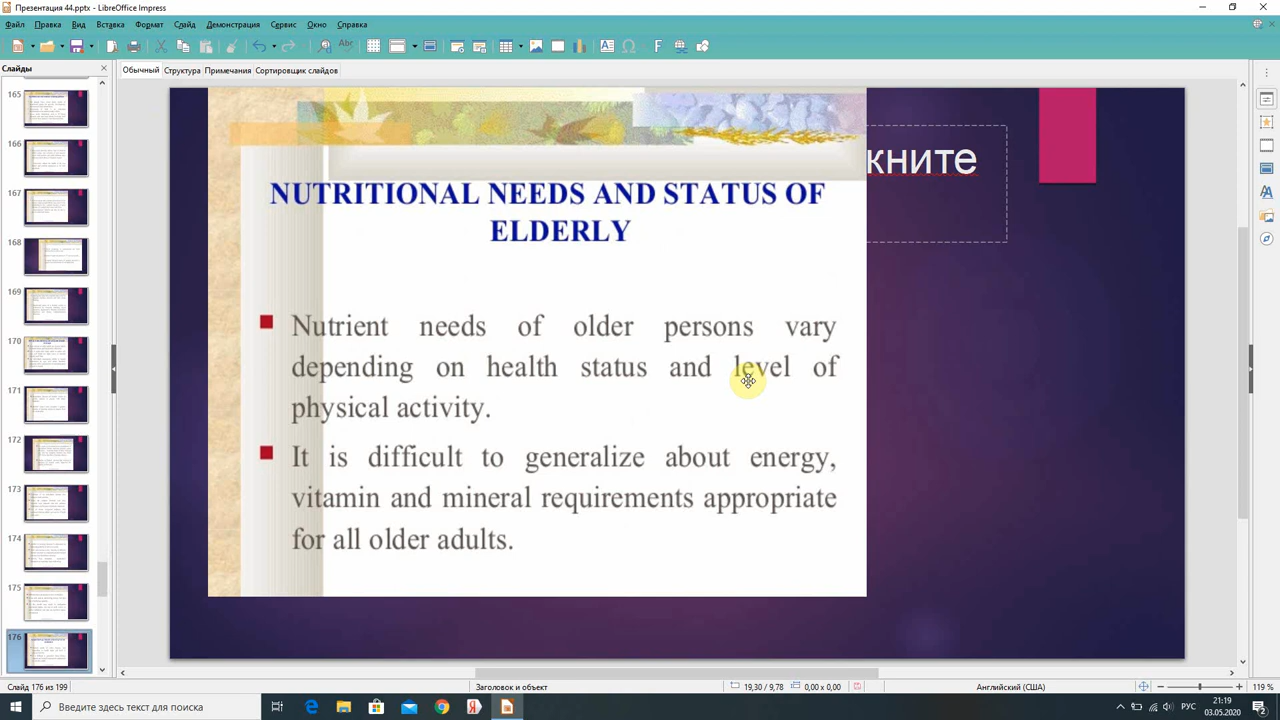 Презентация 44.pptx - LibreOffice Impress
Файл Правка Вид Вставка Формат Слайд Демонстрация Сервис Окно Справка
Слайды
Обычный Структура Примечания Сортировщик слайдов
165
166
167
168
169
170
171
172
173
174
175
176
кните
NUTRITIONAL NEEDS AND STATUS OF
ELDERLY
Nutrient needs of older persons vary
depending on health status and level of
physical activity.
It is difficult to generalize about energy,
vitamin and mineral requirements appropriate
for all older adults.
Слайд 176 из 199
Заголовок и объект
19,30 / 9,78
0,00 x 0,00
Английский (США)
119 %
Введите здесь текст для поиска
РУС
21:19
03.05.2020
2